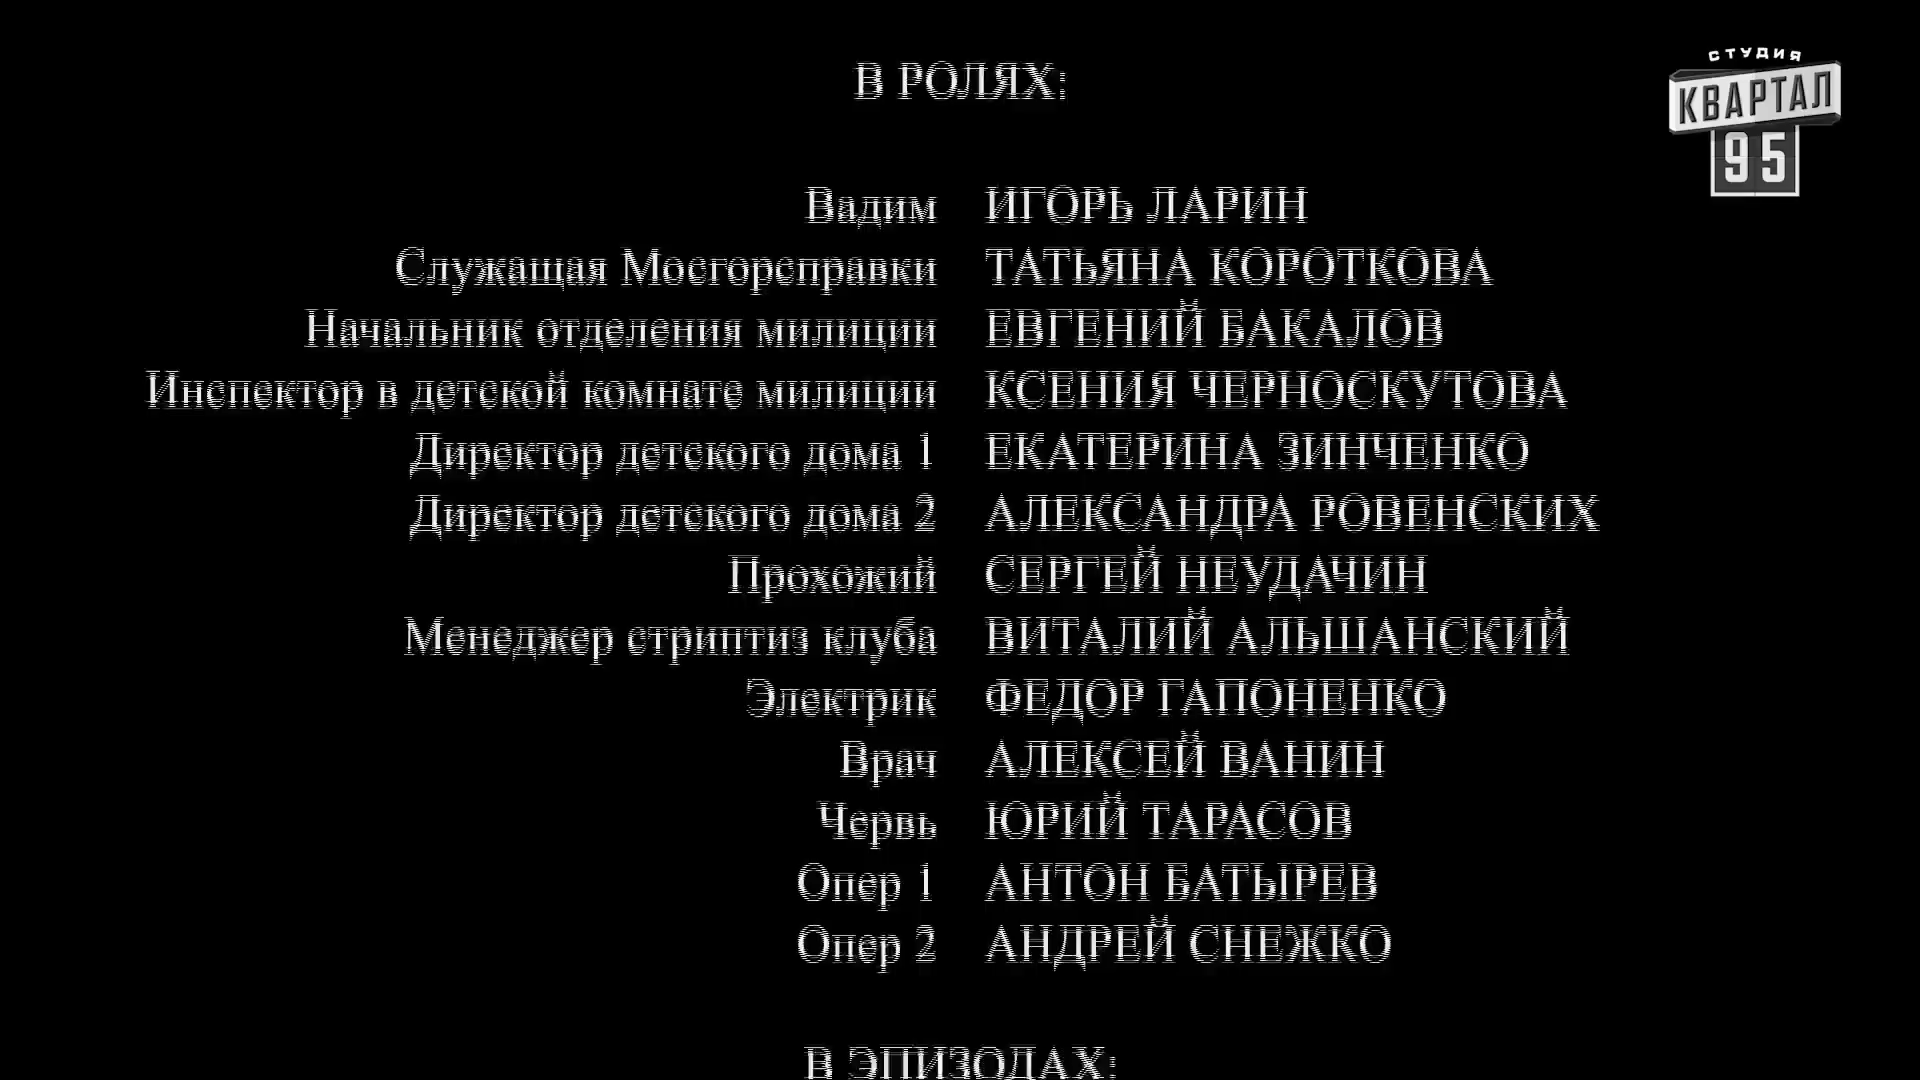 В РОЛЯХ:
СТУДИЯ
КВАРТАЛ
95
Вадим ИГОРЬ ЛАРИН
Служащая Мосгорсправки ТАТЬЯНА КОРОТКОВА
Начальник отделения милиции ЕВГЕНИЙ БАКАЛОВ
Инспектор в детской комнате милиции КСЕНИЯ ЧЕРНОСКУТОВА
Директор детского дома 1 ЕКАТЕРИНА ЗИНЧЕНКО
Директор детского дома 2 АЛЕКСАНДРА РОВЕНСКИХ
Прохожий СЕРГЕЙ НЕУДАЧИН
Менеджер стриптиз клуба ВИТАЛИЙ АЛЬШАНСКИЙ
Электрик ФЕДОР ГАПОНЕНКО
Врач АЛЕКСЕЙ ВАНИН
Червь ЮРИЙ ТАРАСОВ
Опер 1 АНТОН БАТЫРЕВ
Опер 2 АНДРЕЙ СНЕЖКО
В ЭПИЗОДАХ: